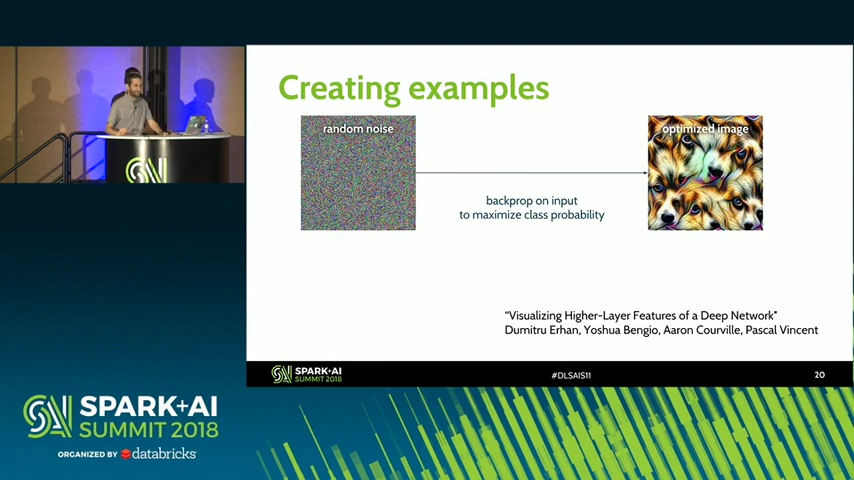 Creating examples
random noise
optimized image
backprop on input
to maximize class probability
"Visualizing Higher-Layer Features of a Deep Network"
Dumitru Erhan, Yoshua Bengio, Aaron Courville, Pascal Vincent
SPARK+AI
SUMMIT 2018
#DLSAIS11
20
SPARK+AI
SUMMIT 2018
ORGANIZED BY databricks